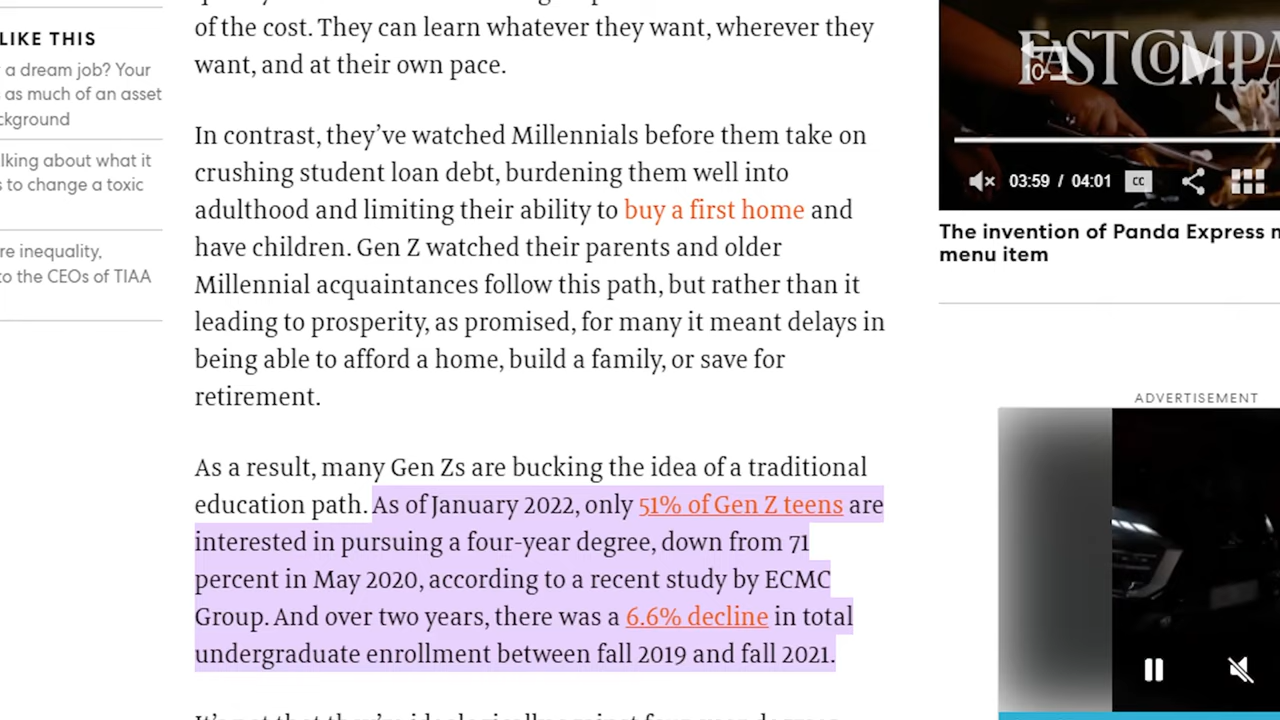 of the cost. They can learn whatever they want, wherever they
want, and at their own pace.
In contrast, they've watched Millennials before them take on
crushing student loan debt, burdening them well into
adulthood and limiting their ability to buy a first home and
have children. Gen Z watched their parents and older
Millennial acquaintances follow this path, but rather than it
leading to prosperity, as promised, for many it meant delays in
being able to afford a home, build a family, or save for
retirement.
As a result, many Gen Zs are bucking the idea of a traditional
education path. As of January 2022, only 51% of Gen Z teens are
interested in pursuing a four-year degree, down from 71
percent in May 2020, according to a recent study by ECMC
Group. And over two years, there was a 6.6% decline in total
undergraduate enrollment between fall 2019 and fall 2021.
LIKE THIS
a dream job? Your
as much of an asset
ckground
lking about what it
s to change a toxic
re inequality,
to the CEOs of TIAA
FAST COMPA
10
03:59 / 04:01
CC
The invention of Panda Express
menu item
ADVERTISEMENT